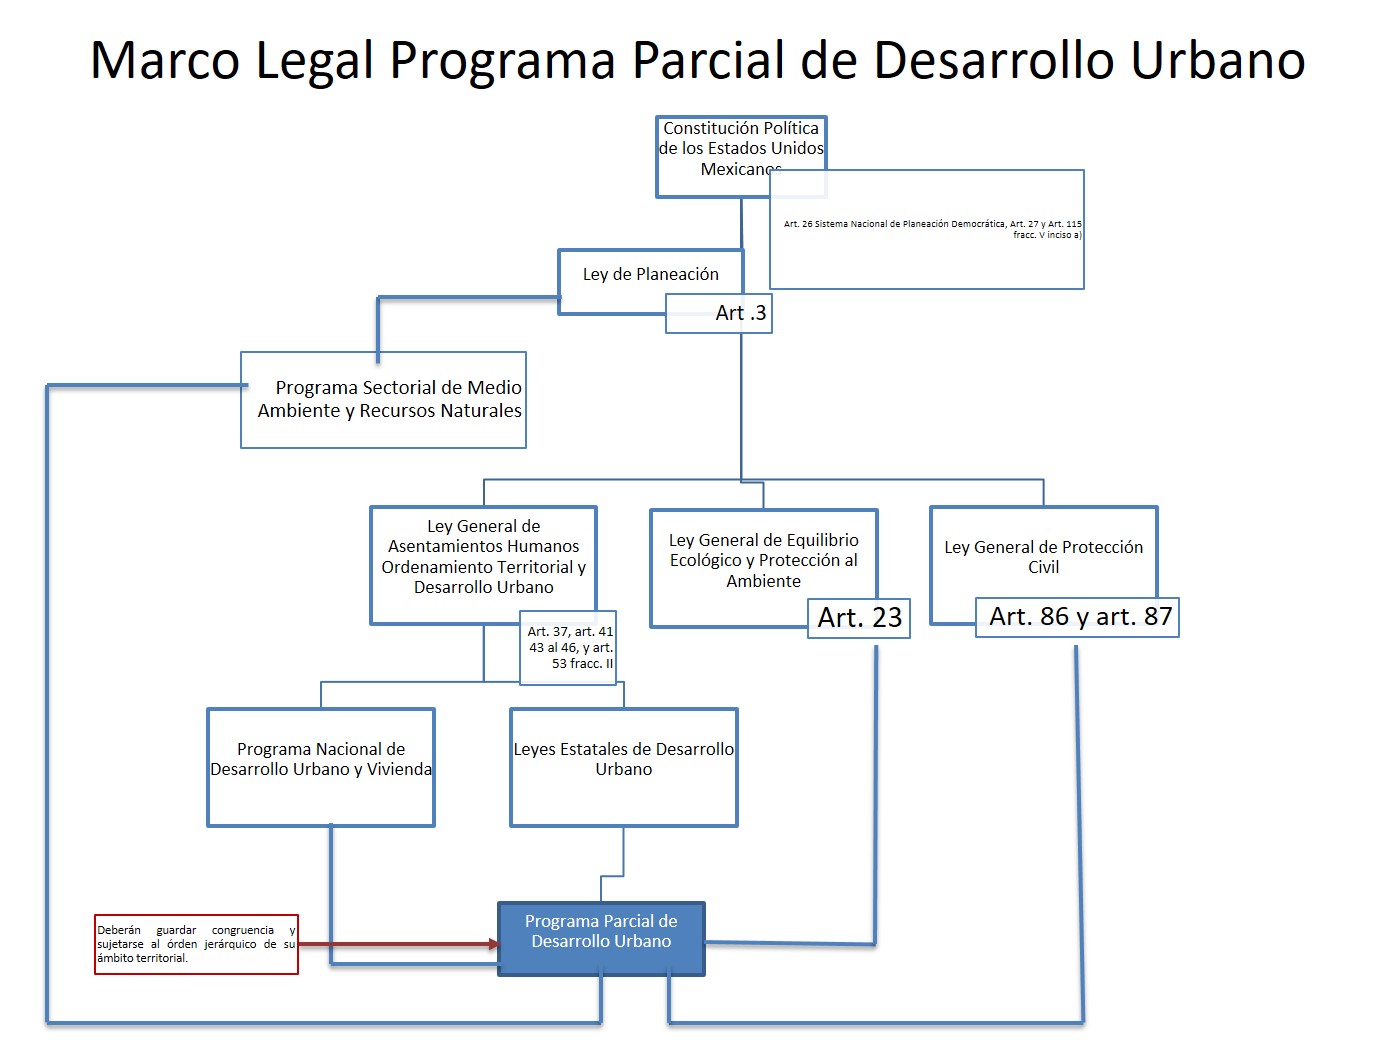 Marco Legal Programa Parcial de Desarrollo Urbano
Constitución Política
de los Estados Unidos
Mexicanos
Art. 26 Sistema Nacional de Planeación Democrática, Art. 27 y Art. 115
fracc. V inciso a)
Ley de Planeación
Art .3
Programa Sectorial de Medio
Ambiente y Recursos Naturales
Ley General de
Asentamientos Humanos
Ordenamiento Territorial y
Desarrollo Urbano
Art. 37, art. 41
43 al 46, y art.
53 fracc. II
Ley General de Equilibrio
Ecológico y Protección al
Ambiente
Art. 23
Ley General de Protección
Civil
Art. 86 y art. 87
Programa Nacional de
Desarrollo Urbano y Vivienda
Leyes Estatales de Desarrollo
Urbano
Deberán guardar congruencia y
sujetarse al órden jerárquico de su
ámbito territorial.
Programa Parcial de
Desarrollo Urbano